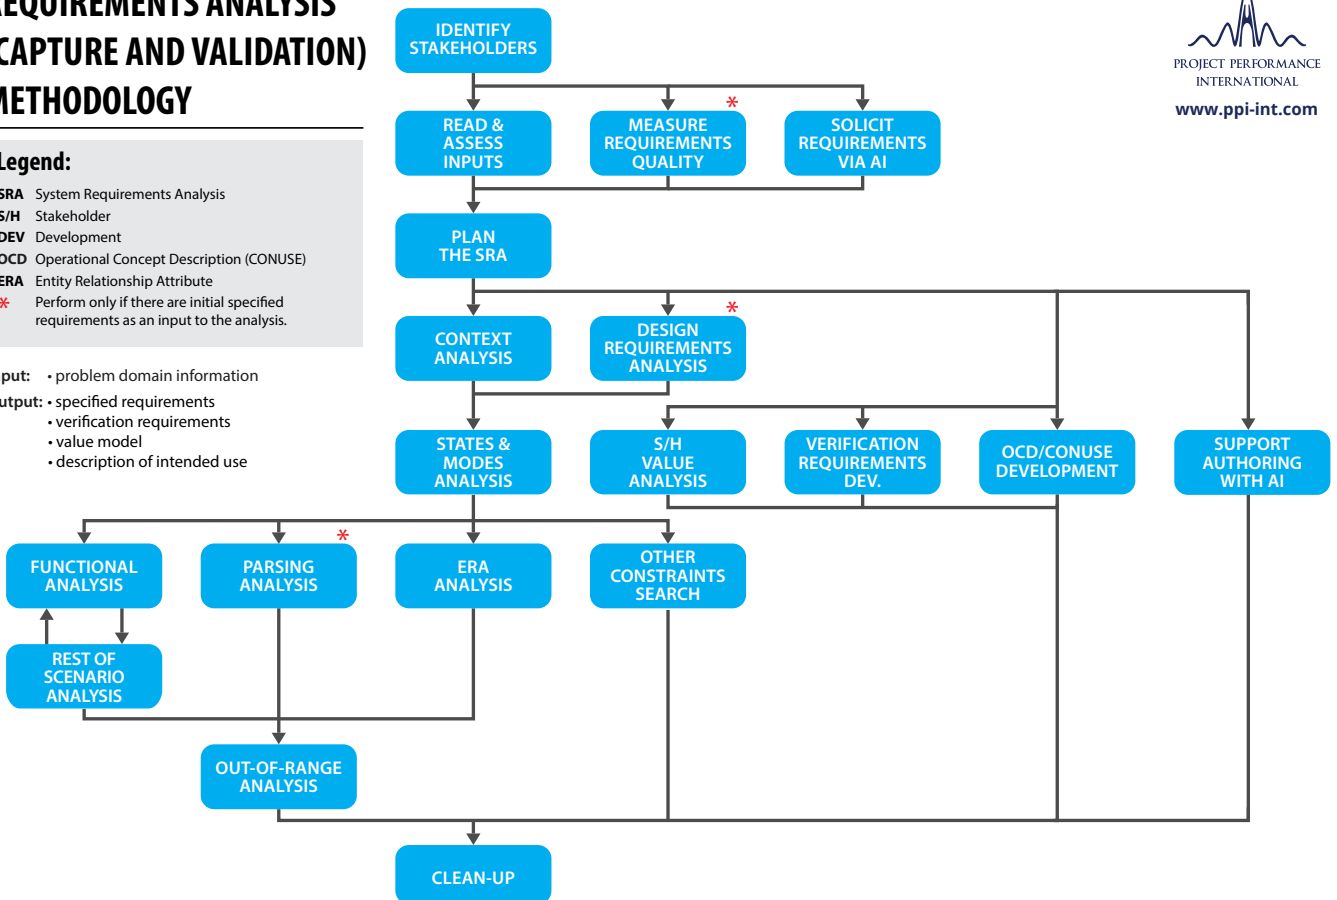 REQUIREMENTS ANALYSIS
(CAPTURE AND VALIDATION)
METHODOLOGY
Legend:
SRA System Requirements Analysis
S/H Stakeholder
DEV Development
OCD Operational Concept Description (CONUSE)
ERA Entity Relationship Attribute
* Perform only if there are initial specified
requirements as an input to the analysis.
put: • problem domain information
utput: • specified requirements
• verification requirements
• value model
• description of intended use
PROJECT PERFORMANCE
INTERNATIONAL
www.ppi-int.com
IDENTIFY
STAKEHOLDERS
READ &
ASSESS
INPUTS
*
MEASURE
REQUIREMENTS
QUALITY
SOLICIT
REQUIREMENTS
VIA AI
PLAN
THE SRA
CONTEXT
ANALYSIS
*
DESIGN
REQUIREMENTS
ANALYSIS
STATES &
MODES
ANALYSIS
S/H
VALUE
ANALYSIS
VERIFICATION
REQUIREMENTS
DEV.
OCD/CONUSE
DEVELOPMENT
SUPPORT
AUTHORING
WITH AI
FUNCTIONAL
ANALYSIS
*
PARSING
ANALYSIS
ERA
ANALYSIS
OTHER
CONSTRAINTS
SEARCH
REST OF
SCENARIO
ANALYSIS
OUT-OF-RANGE
ANALYSIS
CLEAN-UP